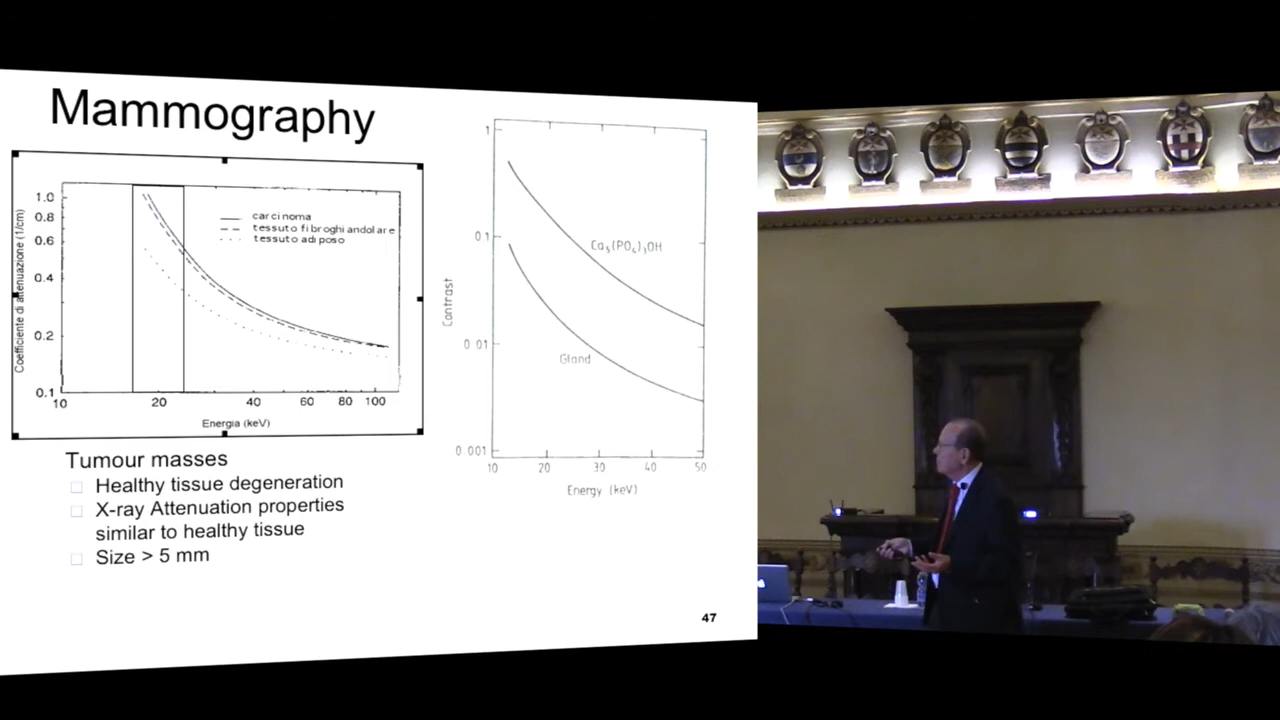 Mammography
Coefficiente di attenuazione (1/cm)
1.0
0.8
0.6
0.4
0.2
0.1
10
20
40
60
80
100
Energia (keV)
carcinoma
tessuto fibroghiandolare
tessuto adiposo
Contrast
1
0.1
0 01
0 001
10
20
30
40
50
Energy (keV)
Ca5(PO4)3OH
Gland
Tumour masses
Healthy tissue degeneration
X-ray Attenuation properties
similar to healthy tissue
Size > 5 mm
47